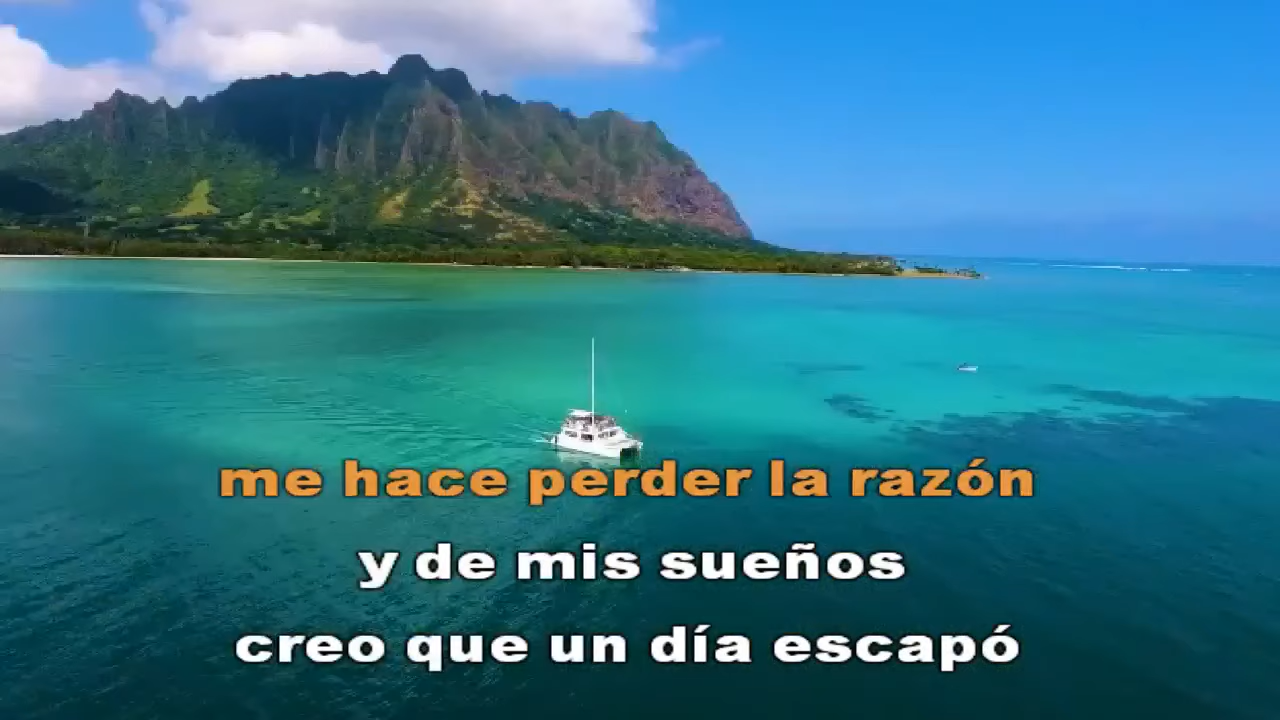 me hace perder la razón
y de mis sueños
creo que un día escapó